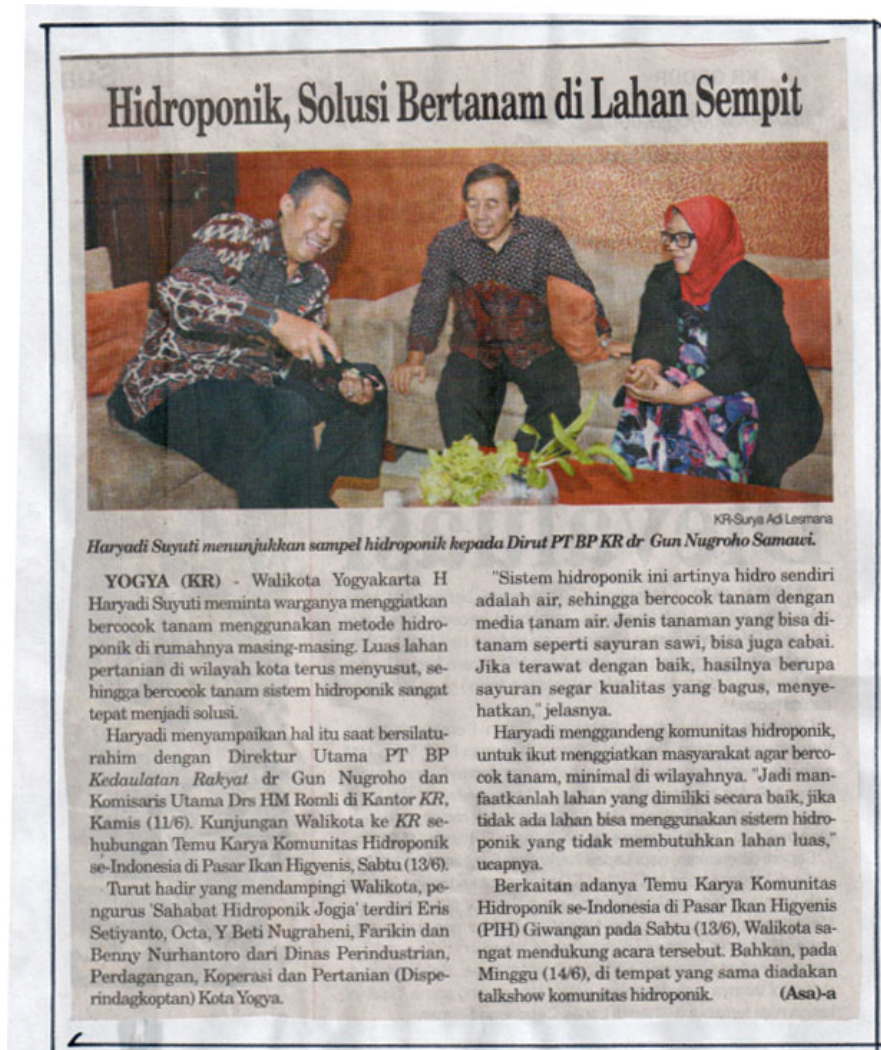 Hidroponik, Solusi Bertanam di Lahan Sempit
KR-Surya Adi Lesmana
Haryadi Suyuti menunjukkan sampel hidroponik kepada Dirut PT BP KR dr Gun Nugroho Samawi.
YOGYA (KR) - Walikota Yogyakarta H
Haryadi Suyuti meminta warganya menggiatkan
bercocok tanam menggunakan metode hidro-
ponik di rumahnya masing-masing. Luas lahan
pertanian di wilayah kota terus menyusut, se-
hingga bercocok tanam sistem hidroponik sangat
tepat menjadi solusi.
Haryadi menyampaikan hal itu saat bersilatu-
rahim dengan Direktur Utama PT BP
Kedaulatan Rakyat dr Gun Nugroho dan
Komisaris Utama Drs HM Romli di Kantor KR,
Kamis (11/6). Kunjungan Walikota ke KR se-
hubungan Temu Karya Komunitas Hidroponik
se-Indonesia di Pasar Ikan Higyenis, Sabtu (13/6).
Turut hadir yang mendampingi Walikota, pe-
ngurus 'Sahabat Hidroponik Jogja' terdiri Eris
Setiyanto, Octa, Y Beti Nugraheni, Farikin dan
Benny Nurhantoro dari Dinas Perindustrian,
Perdagangan, Koperasi dan Pertanian (Dispe-
rindagkoptan) Kota Yogya.
"Sistem hidroponik ini artinya hidro sendiri
adalah air, sehingga bercocok tanam dengan
media tanam air. Jenis tanaman yang bisa di-
tanam seperti sayuran sawi, bisa juga cabai.
Jika terawat dengan baik, hasilnya berupa
sayuran segar kualitas yang bagus, menye-
hatkan," jelasnya.
Haryadi menggandeng komunitas hidroponik,
untuk ikut menggiatkan masyarakat agar berco-
cok tanam, minimal di wilayahnya. "Jadi man-
faatkanlah lahan yang dimiliki secara baik, jika
tidak ada lahan bisa menggunakan sistem hidro-
ponik yang tidak membutuhkan lahan luas,"
ucapnya.
Berkaitan adanya Temu Karya Komunitas
Hidroponik se-Indonesia di Pasar Ikan Higyenis
(PIH) Giwangan pada Sabtu (13/6), Walikota sa-
ngat mendukung acara tersebut. Bahkan, pada
Minggu (14/6), di tempat yang sama diadakan
talkshow komunitas hidroponik. (Asa)-a